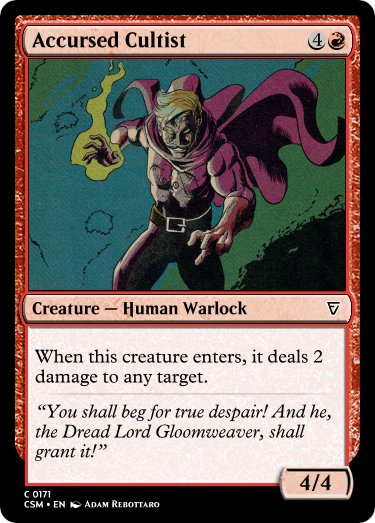 Accursed Cultist 4
Creature — Human Warlock
When this creature enters, it deals 2
damage to any target.
“You shall beg for true despair! And he,
the Dread Lord Gloomweaver, shall
grant it!”
4/4
C 0171
CSM • EN Adam Rebottaro